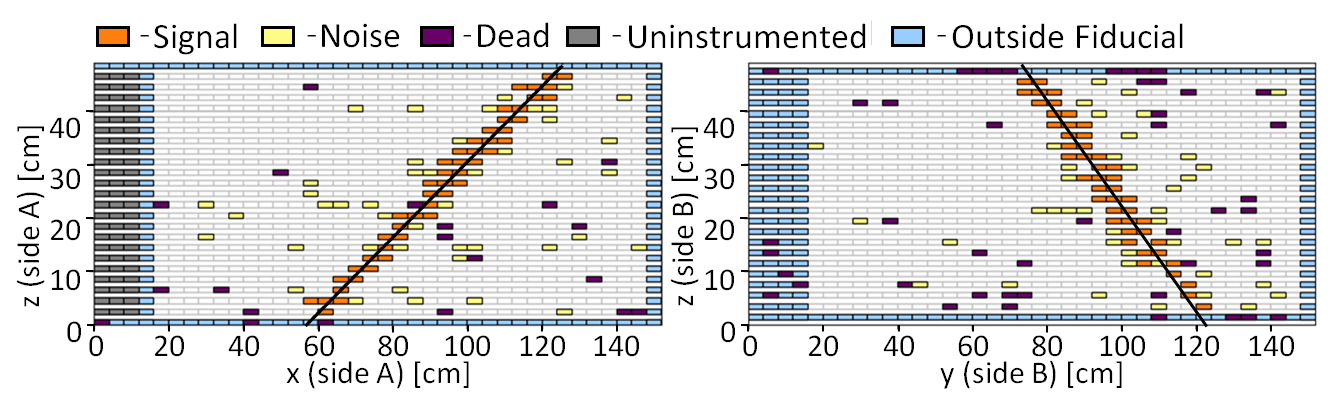 -Signal -Noise -Dead -Uninstrumented -Outside Fiducial
z (side A) [cm]
40
30
20
10
0
0 20 40 60 80 100 120 140
x (side A) [cm]
z (side B) [cm]
40
30
20
10
0
0 20 40 60 80 100 120 140
y (side B) [cm]